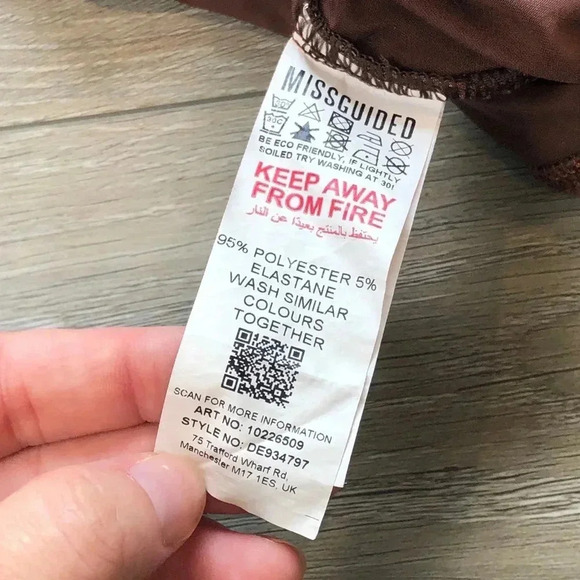 MISSGUIDED
BE ECO FRIENDLY, IF LIGHTLY
SOILED TRY WASHING AT 30!
KEEP AWAY
FROM FIRE
يحتفظ بالمنتج بعيدًا عن النار
95% POLYESTER 5%
ELASTANE
WASH SIMILAR
COLOURS
TOGETHER
SCAN FOR MORE INFORMATION
ART NO: 10226509
STYLE NO: DE934797
75 Trafford Wharf Rd,
Manchester M17 1ES, UK